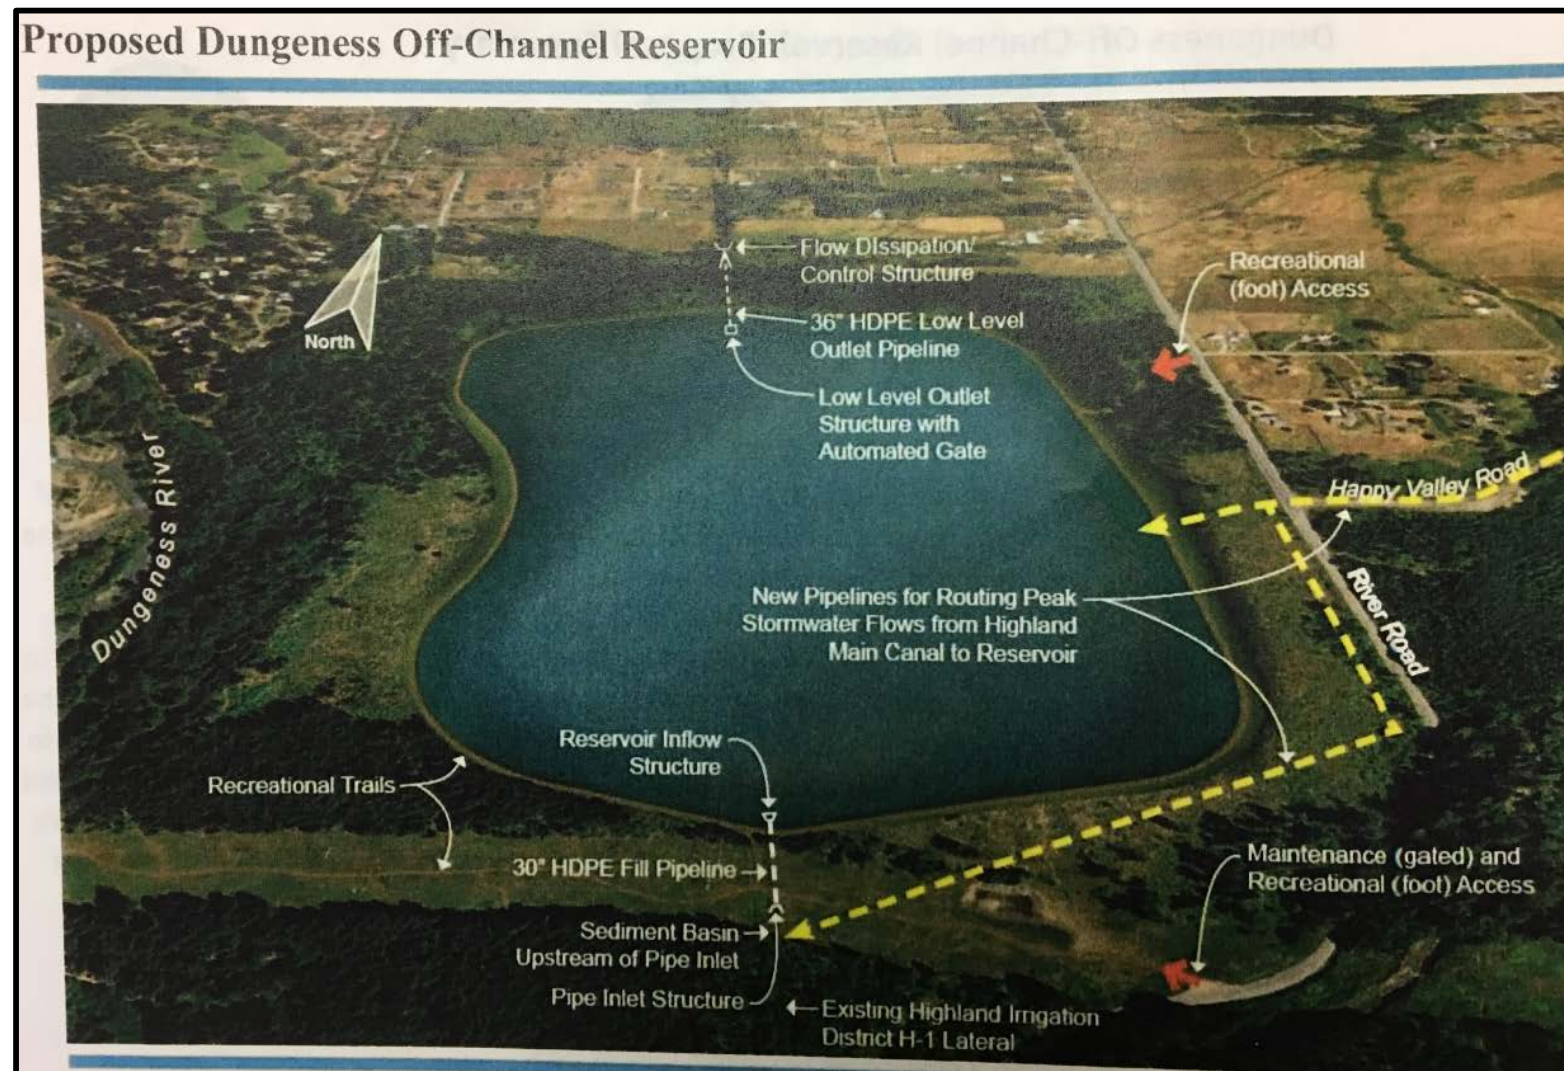 Proposed Dungeness Off-Channel Reservoir
Flow DIssipation/
Control Structure
Recreational
(foot) Access
North
36" HDPE Low Level
Outlet Pipeline
Low Level Outlet
Structure with
Automated Gate
Dungeness River
Happy Valley Road
New Pipelines for Routing Peak
Stormwater Flows from Highland
Main Canal to Reservoir
River Road
Reservoir Inflow
Structure
Recreational Trails
30" HDPE Fill Pipeline
Maintenance (gated) and
Recreational (foot) Access
Sediment Basin
Upstream of Pipe Inlet
Pipe Inlet Structure
Existing Highland Irrigation
District H-1 Lateral